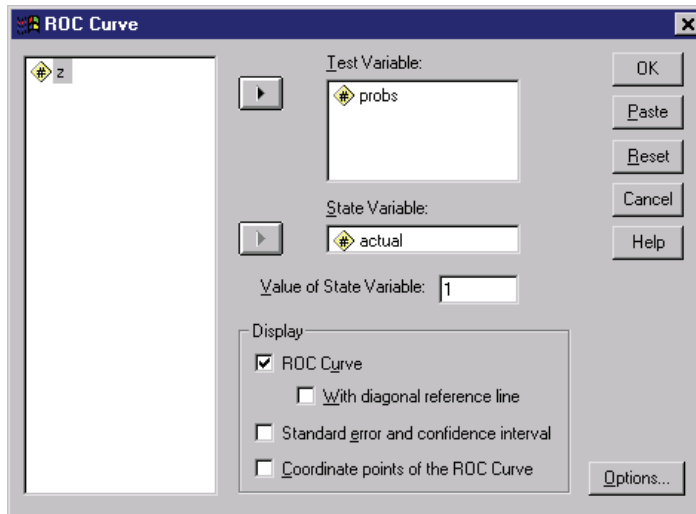 ROC Curve
z
Test Variable:
probs
State Variable:
actual
Value of State Variable:
1
Display
ROC Curve
With diagonal reference line
Standard error and confidence interval
Coordinate points of the ROC Curve
OK
Paste
Reset
Cancel
Help
Options...